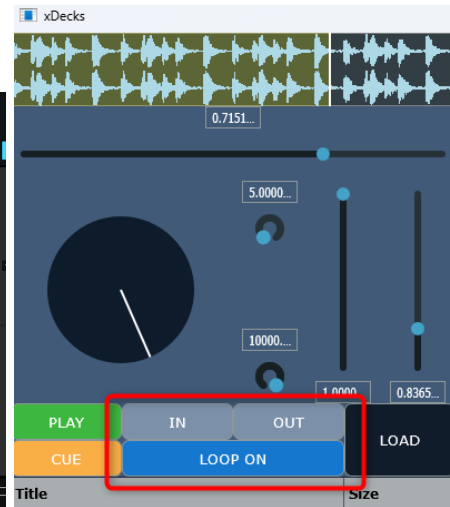 xDecks
0.7151...
5.0000...
10000....
1.0000
0.8365...
PLAY
IN
OUT
LOAD
CUE
LOOP ON
Title
Size